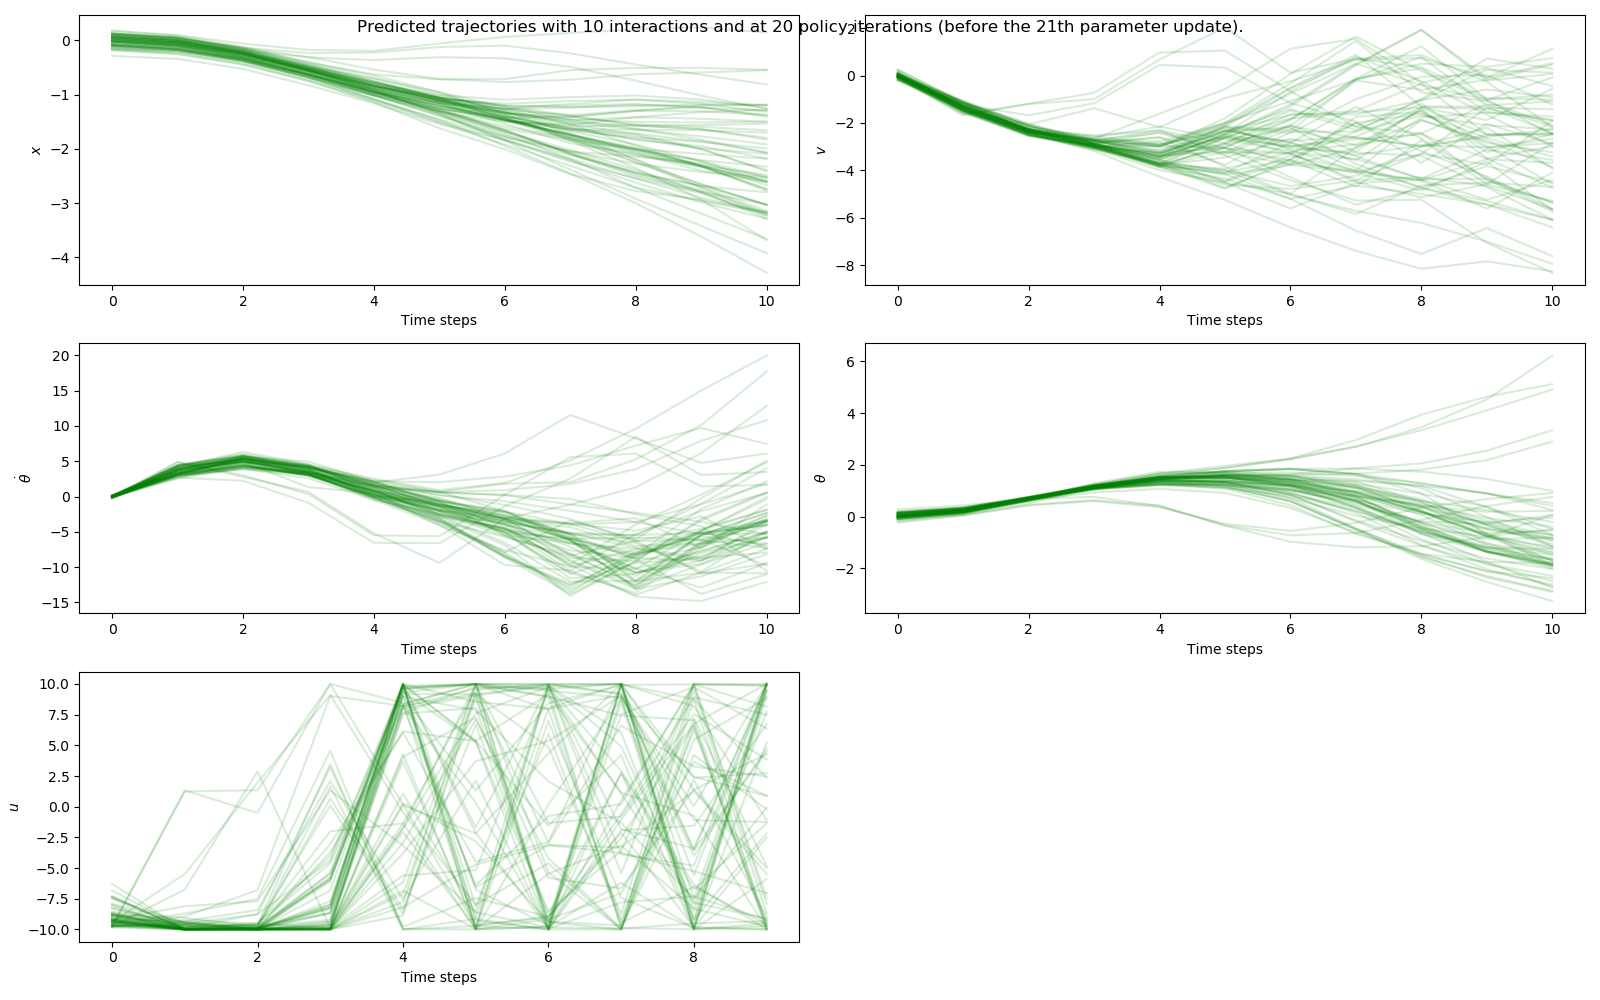 Predicted trajectories with 10 interactions and at 20 policy iterations (before the 21th parameter update).
0
−1
−2
−3
−4
x
0 2 4 6 8 10
Time steps
2
0
−2
−4
−6
−8
v
0 2 4 6 8 10
Time steps
20
15
10
5
0
−5
−10
−15
θ̇
0 2 4 6 8 10
Time steps
6
4
2
0
−2
θ
0 2 4 6 8 10
Time steps
10.0
7.5
5.0
2.5
0.0
−2.5
−5.0
−7.5
−10.0
u
0 2 4 6 8
Time steps